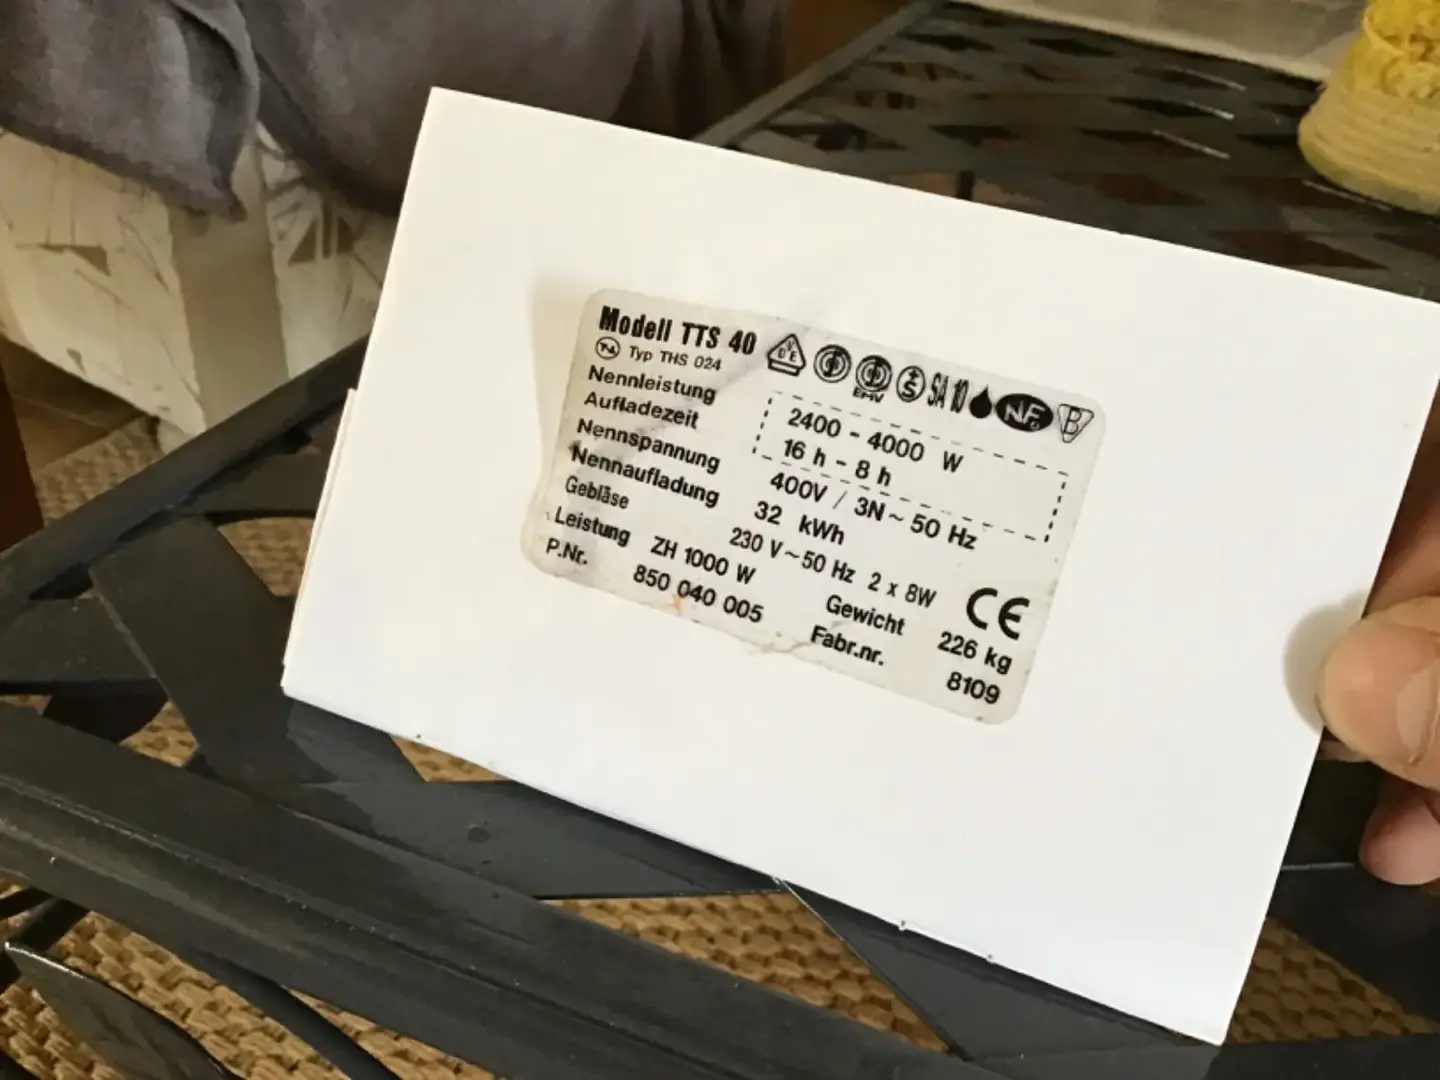 Modell TTS 40 VDE EMV +S SA 10 NF B
N Typ THS 024
Nennleistung 2400 - 4000 W
Aufladezeit 16 h - 8 h
Nennspannung 400V / 3N ~ 50 Hz
Nennaufladung 32 kWh
Gebläse 230 V ~ 50 Hz 2 x 8W CE
Leistung ZH 1000 W Gewicht 226 kg
P.Nr. 850 040 005 Fabr.nr. 8109